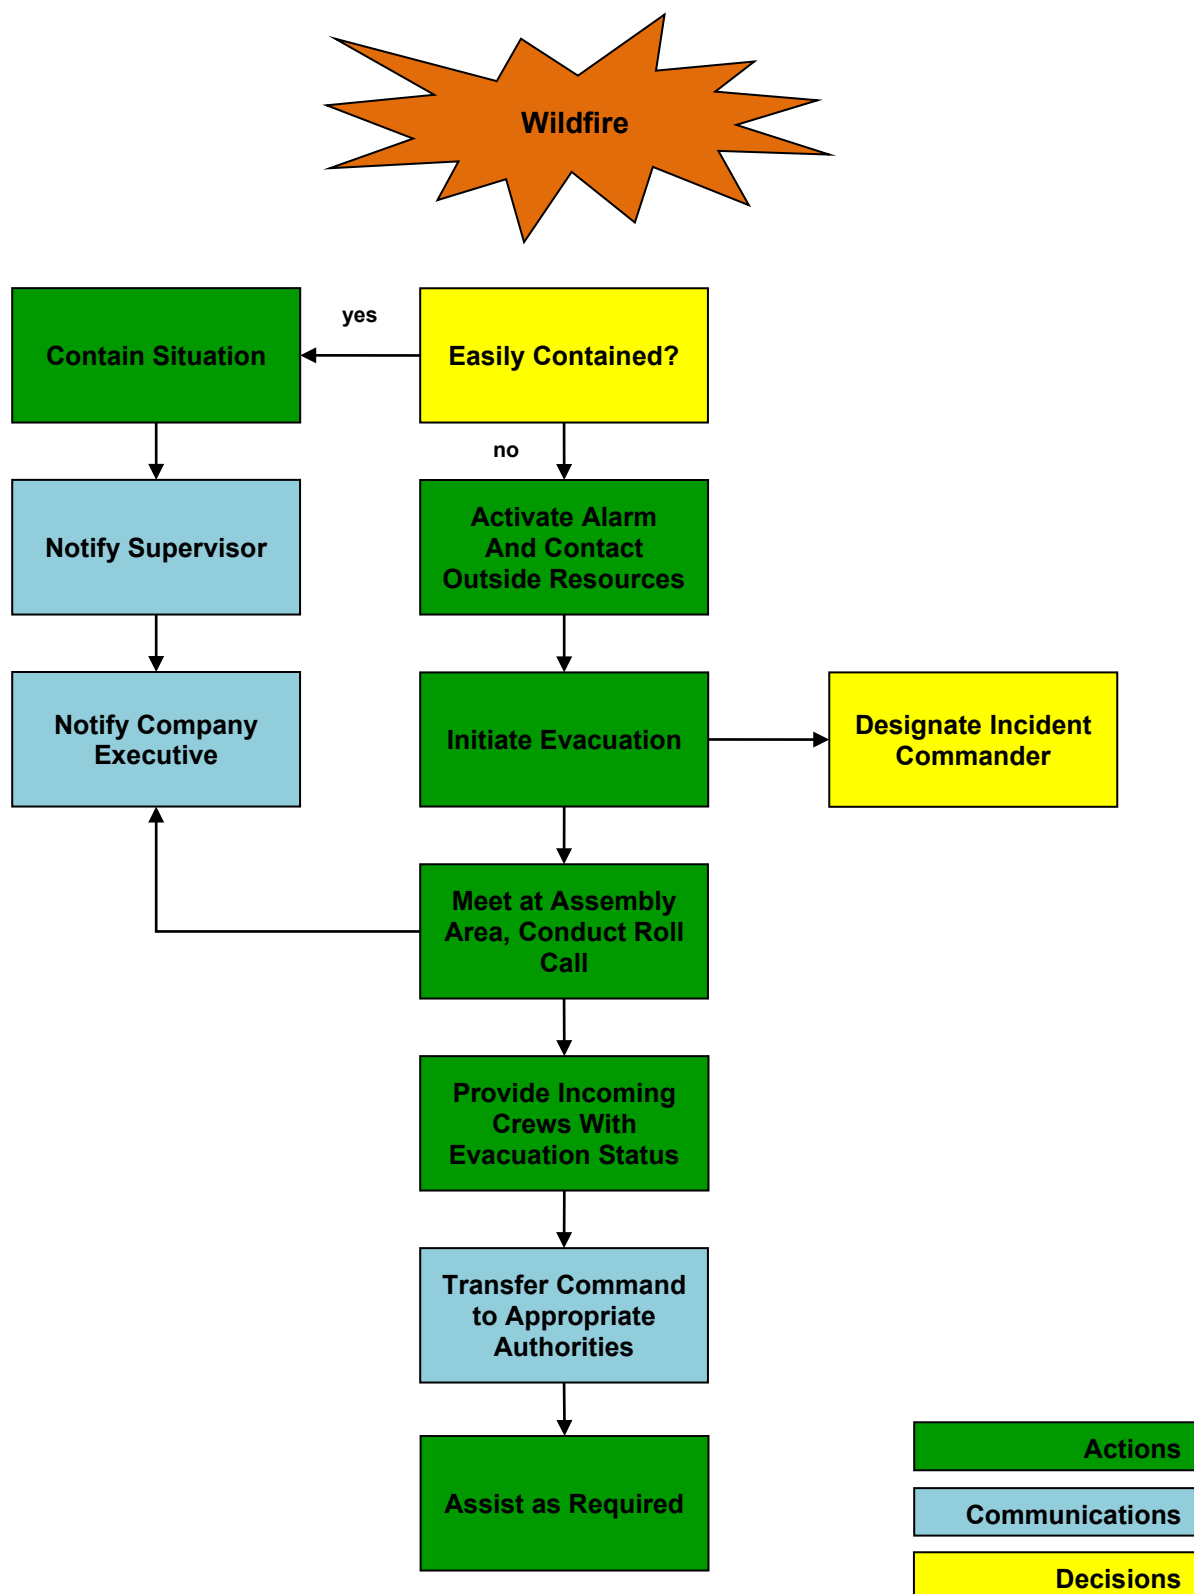 Wildfire
yes
Contain Situation
Easily Contained?
no
Notify Supervisor
Activate Alarm
And Contact
Outside Resources
Notify Company
Executive
Initiate Evacuation
Designate Incident
Commander
Meet at Assembly
Area, Conduct Roll
Call
Provide Incoming
Crews With
Evacuation Status
Transfer Command
to Appropriate
Authorities
Assist as Required
Actions
Communications
Decisions